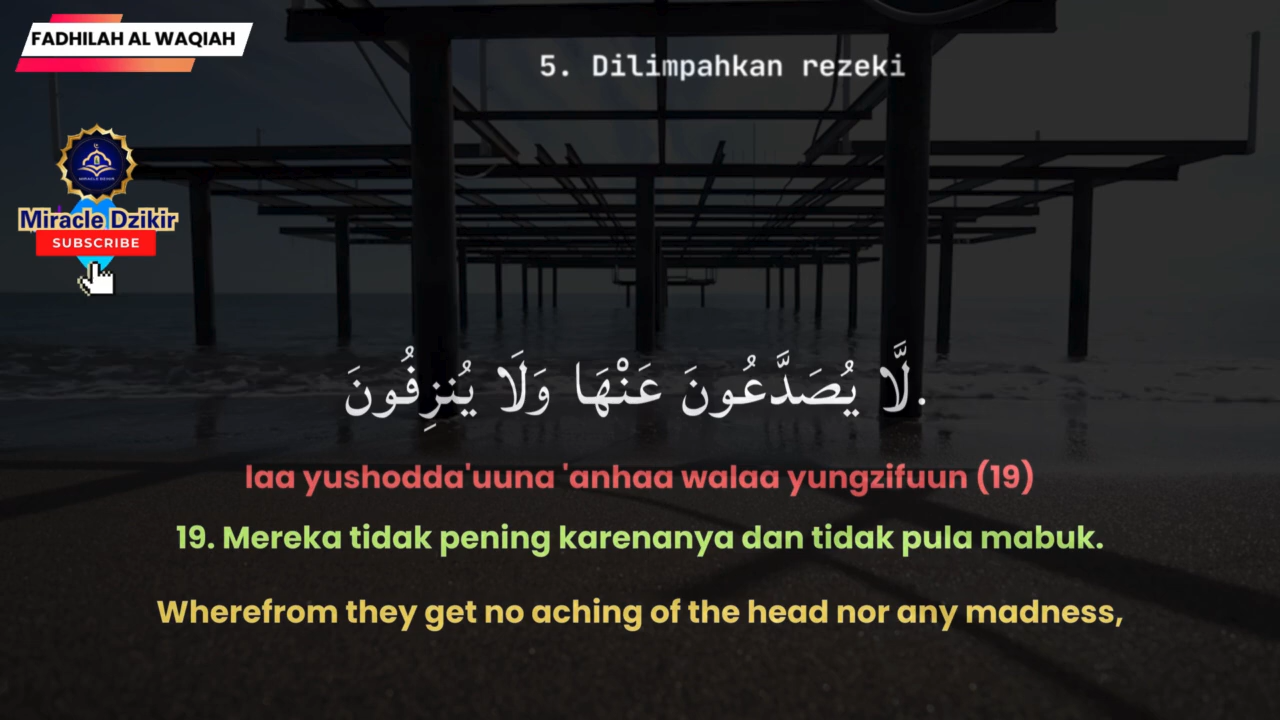 FADHILAH AL WAQIAH
5. Dilimpahkan rezeki
MIRACLE DZIKIR
Miracle Dzikir
SUBSCRIBE
لَّا يُصَدَّعُونَ عَنْهَا وَلَا يُنزِفُونَ.
laa yushodda'uuna 'anhaa walaa yungzifuun (19)
19. Mereka tidak pening karenanya dan tidak pula mabuk.
Wherefrom they get no aching of the head nor any madness,